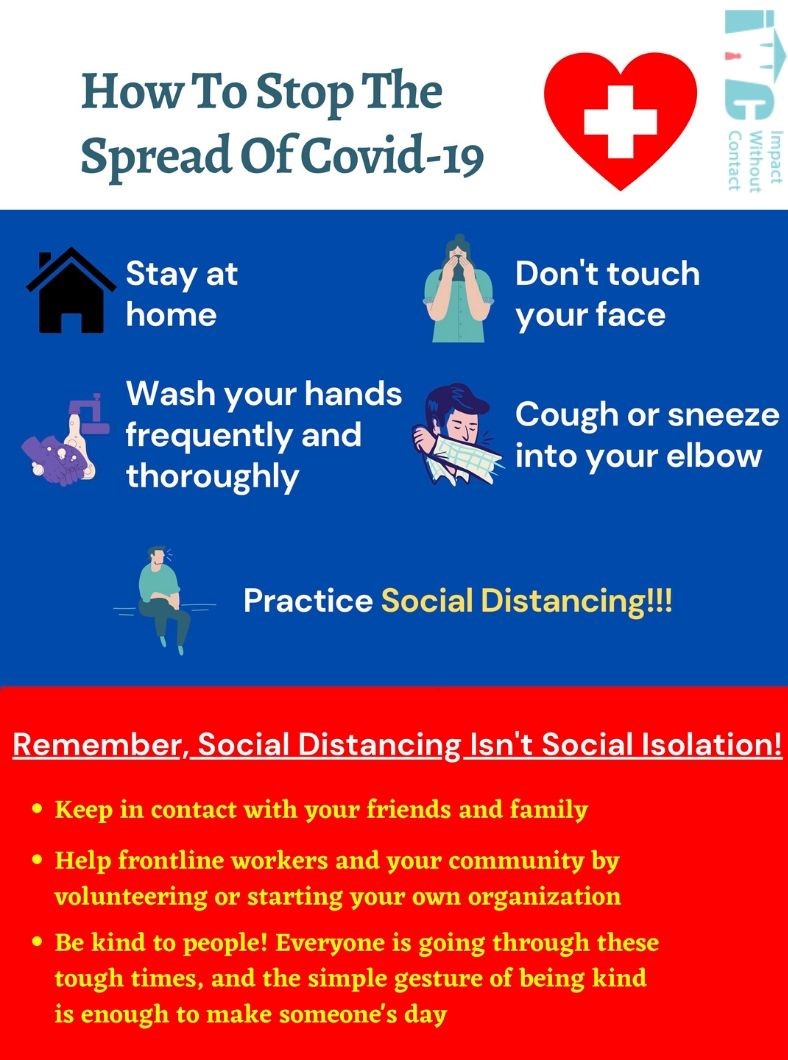 How To Stop The
Spread Of Covid-19
IWC
Impact
Without
Contact
Stay at
home
Don't touch
your face
Wash your hands
frequently and
thoroughly
Cough or sneeze
into your elbow
Practice Social Distancing!!!
Remember, Social Distancing Isn't Social Isolation!
• Keep in contact with your friends and family
• Help frontline workers and your community by
volunteering or starting your own organization
• Be kind to people! Everyone is going through these
tough times, and the simple gesture of being kind
is enough to make someone's day